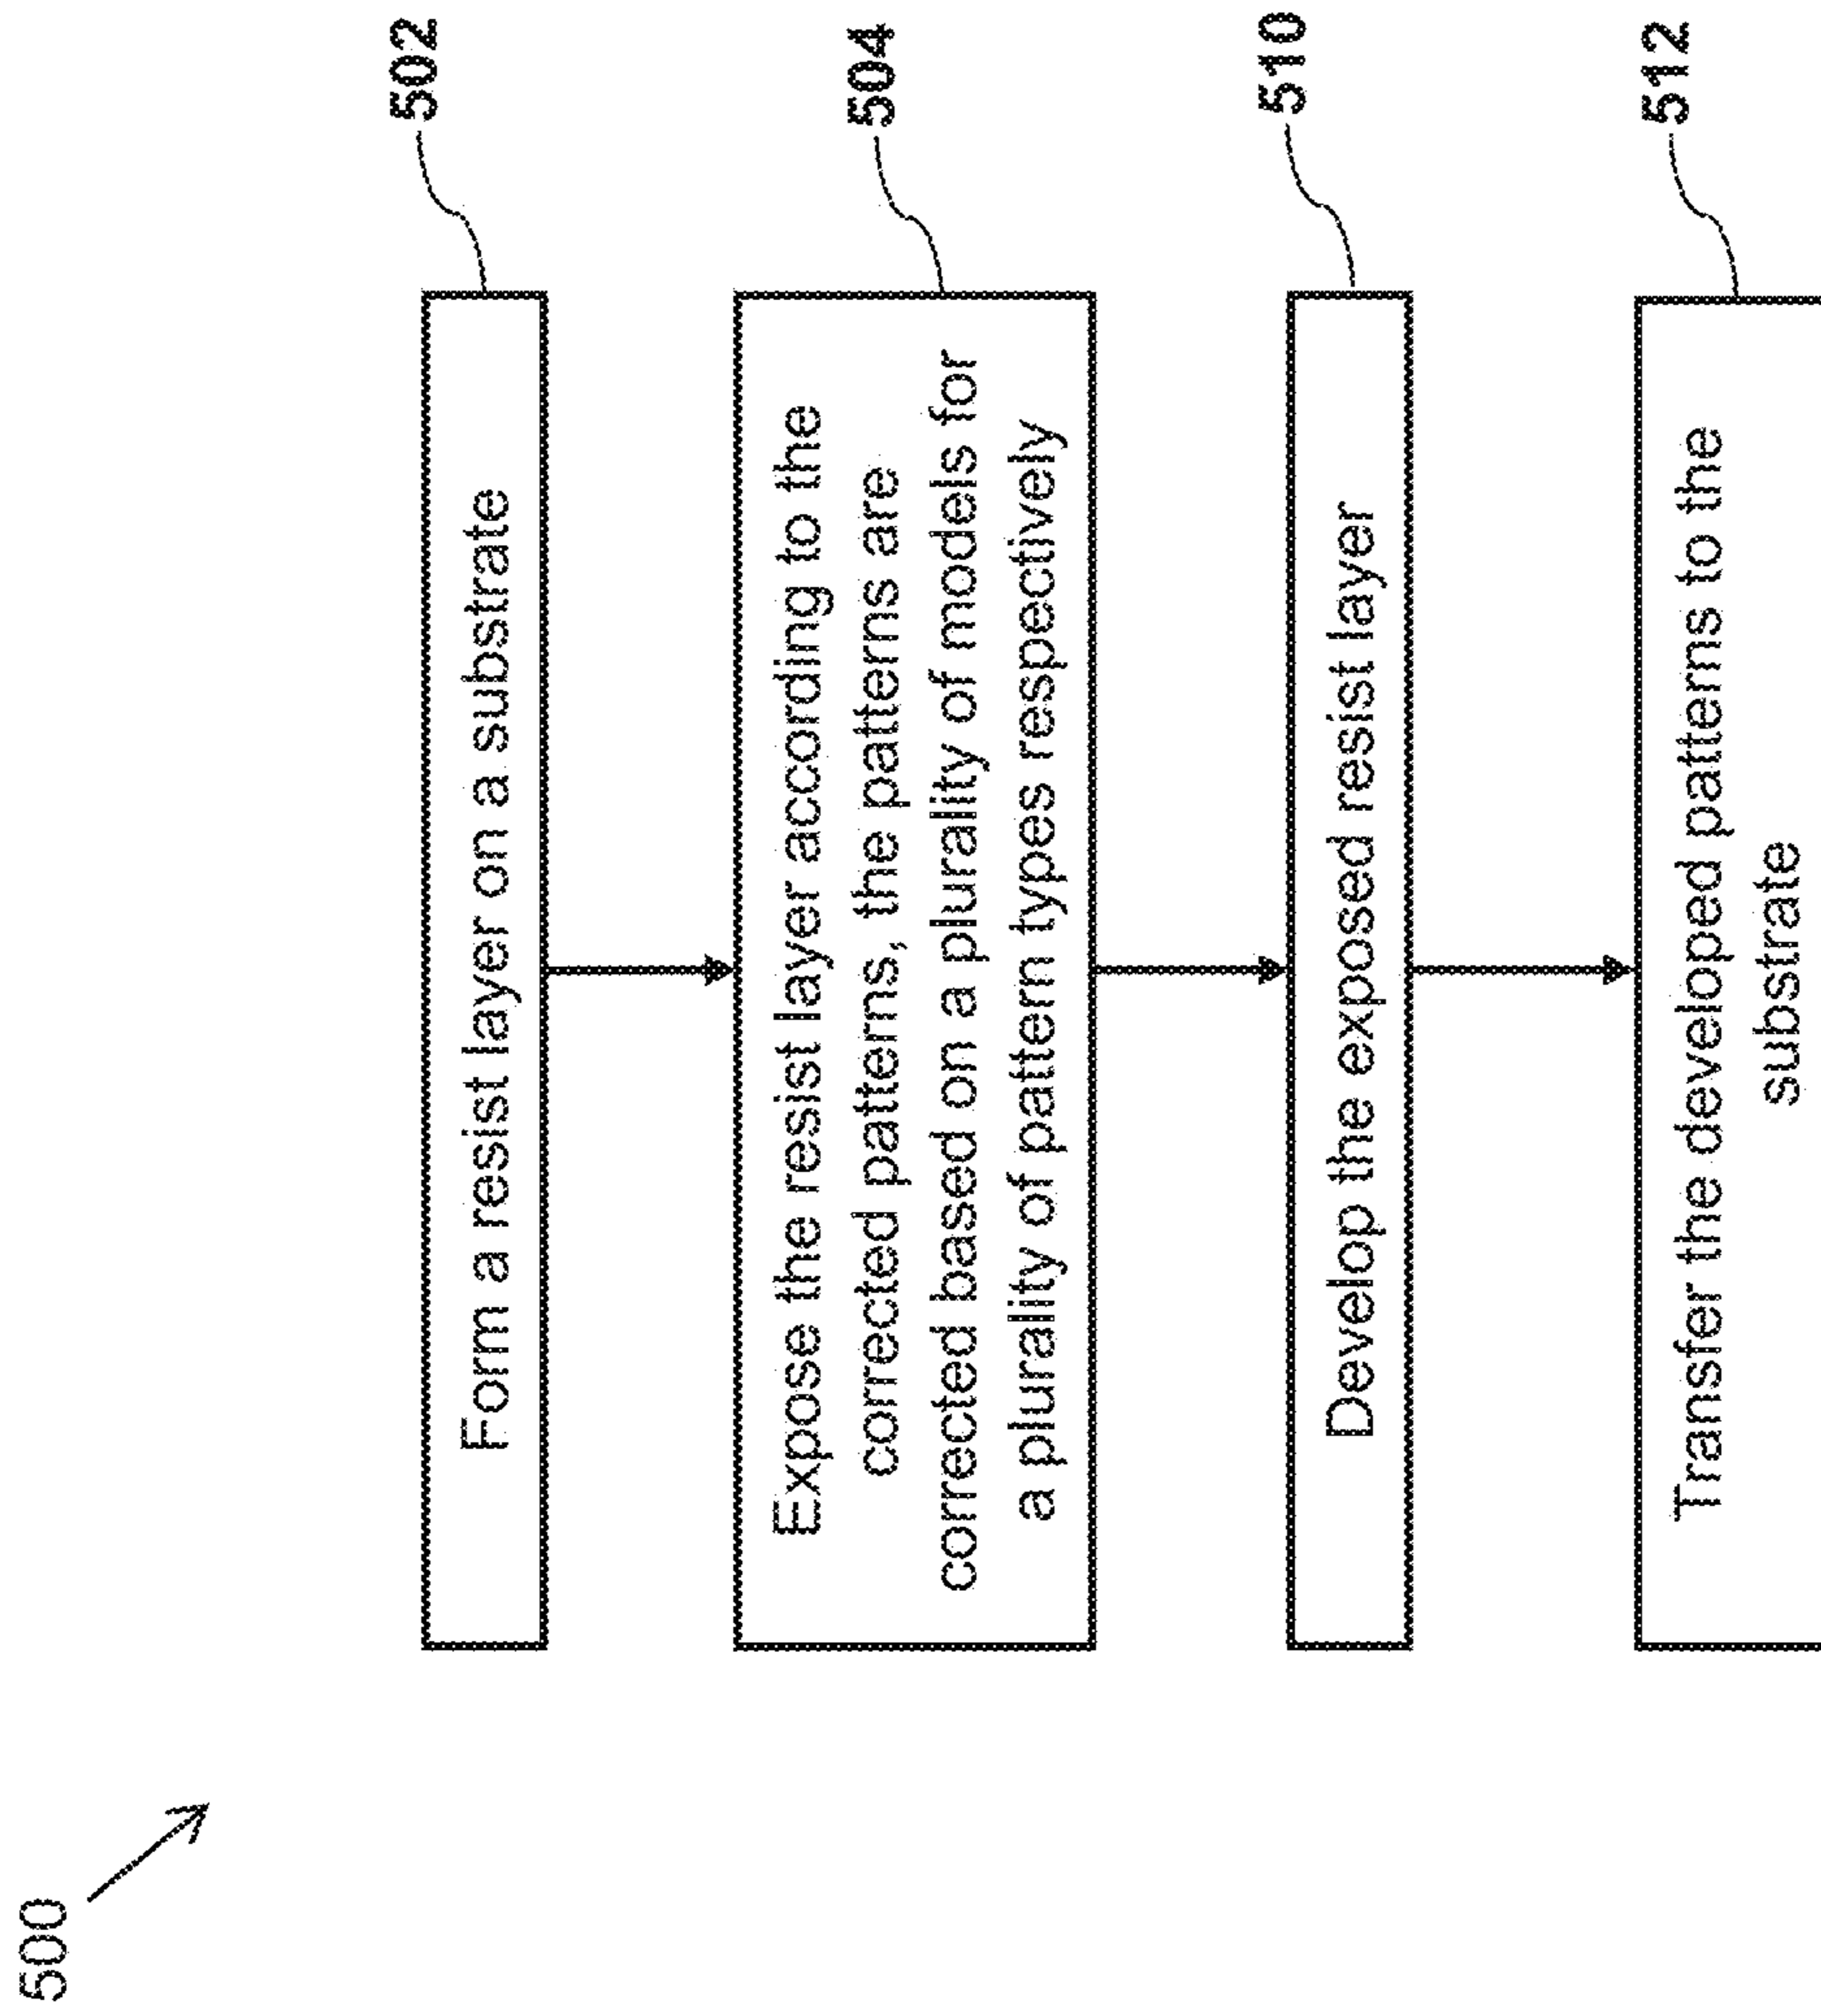 500
Form a resist layer on a substrate
502
Expose the resist layer according to the
corrected patterns, the patterns are
corrected based on a plurality of models for
a plurality of pattern types respectively
504
Develop the exposed resist layer
510
Transfer the developed patterns to the
substrate
512